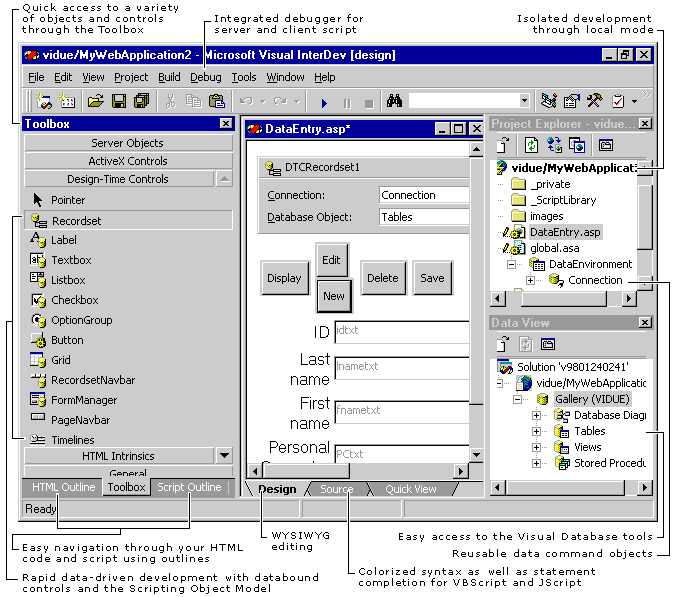 Quick access to a variety
of objects and controls
through the Toolbox
Integrated debugger for
server and client script
Isolated development
through local mode
vidue/MyWebApplication2 - Microsoft Visual InterDev [design]
File Edit View Project Build Debug Tools Window Help
Toolbox
Server Objects
ActiveX Controls
Design-Time Controls
Pointer
Recordset
Label
Textbox
Listbox
Checkbox
OptionGroup
Button
Grid
RecordsetNavbar
FormManager
PageNavbar
Timelines
HTML Intrinsics
General
HTML Outline Toolbox Script Outline
Ready
DataEntry.asp*
DTCRecordset1
Connection: Connection
Database Object: Tables
Display
Edit
New
Delete
Save
ID idtxt
Last
name
lnametxt
First
name
fnametxt
Personal
PCtxt
Design Source Quick View
Project Explorer - vidue...
vidue/MyWebApplicati
_private
_ScriptLibrary
images
DataEntry.asp
global.asa
DataEnvironment
Connection
Data View
Solution 'v9801240241'
vidue/MyWebApplicatic
Gallery (VIDUE)
Database Diagr
Tables
Views
Stored Procedu
Easy navigation through your HTML
code and script using outlines
Rapid data-driven development with databound
controls and the Scripting Object Model
WYSIWYG
editing
Easy access to the Visual Database tools
Reusable data command objects
Colorized syntax as well as statement
completion for VBScript and JScript